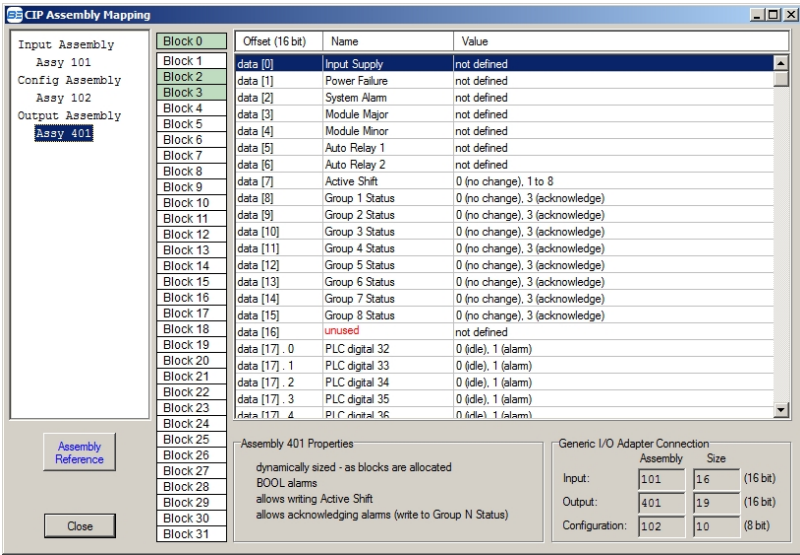 CIP Assembly Mapping
Input Assembly
Assy 101
Config Assembly
Assy 102
Output Assembly
Assy 401
Block 0
Block 1
Block 2
Block 3
Block 4
Block 5
Block 6
Block 7
Block 8
Block 9
Block 10
Block 11
Block 12
Block 13
Block 14
Block 15
Block 16
Block 17
Block 18
Block 19
Block 20
Block 21
Block 22
Block 23
Block 24
Block 25
Block 26
Block 27
Block 28
Block 29
Block 30
Block 31
Offset (16 bit) Name Value
data [0] Input Supply not defined
data [1] Power Failure not defined
data [2] System Alarm not defined
data [3] Module Major not defined
data [4] Module Minor not defined
data [5] Auto Relay 1 not defined
data [6] Auto Relay 2 not defined
data [7] Active Shift 0 (no change), 1 to 8
data [8] Group 1 Status 0 (no change), 3 (acknowledge)
data [9] Group 2 Status 0 (no change), 3 (acknowledge)
data [10] Group 3 Status 0 (no change), 3 (acknowledge)
data [11] Group 4 Status 0 (no change), 3 (acknowledge)
data [12] Group 5 Status 0 (no change), 3 (acknowledge)
data [13] Group 6 Status 0 (no change), 3 (acknowledge)
data [14] Group 7 Status 0 (no change), 3 (acknowledge)
data [15] Group 8 Status 0 (no change), 3 (acknowledge)
data [16] unused not defined
data [17] . 0 PLC digital 32 0 (idle), 1 (alarm)
data [17] . 1 PLC digital 33 0 (idle), 1 (alarm)
data [17] . 2 PLC digital 34 0 (idle), 1 (alarm)
data [17] . 3 PLC digital 35 0 (idle), 1 (alarm)
data [17] . 4 PLC digital 36 0 (idle), 1 (alarm)
Assembly Reference
Close
Assembly 401 Properties
dynamically sized - as blocks are allocated
BOOL alarms
allows writing Active Shift
allows acknowledging alarms (write to Group N Status)
Generic I/O Adapter Connection
Assembly Size
Input: 101 16 (16 bit)
Output: 401 19 (16 bit)
Configuration: 102 10 (8 bit)